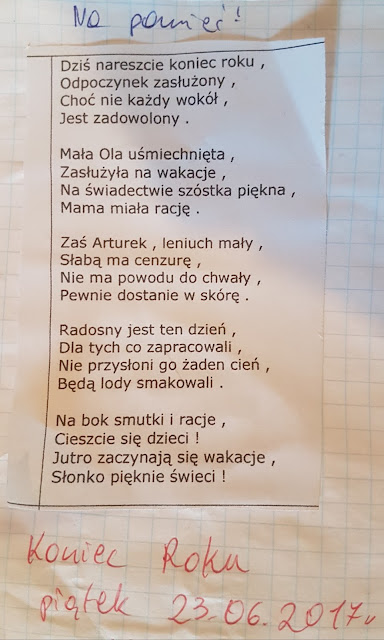 Na pamięć!
Dziś nareszcie koniec roku ,
Odpoczynek zasłużony ,
Choć nie każdy wokół ,
Jest zadowolony .
Mała Ola uśmiechnięta ,
Zasłużyła na wakacje ,
Na świadectwie szóstka piękna ,
Mama miała rację .
Zaś Arturek , leniuch mały ,
Słabą ma cenzurę ,
Nie ma powodu do chwały ,
Pewnie dostanie w skórę .
Radosny jest ten dzień ,
Dla tych co zapracowali ,
Nie przysłoni go żaden cień ,
Będą lody smakowali .
Na bok smutki i racje ,
Cieszcie się dzieci !
Jutro zaczynają się wakacje ,
Słonko pięknie świeci !
Koniec Roku
piątek 23.06.2017r